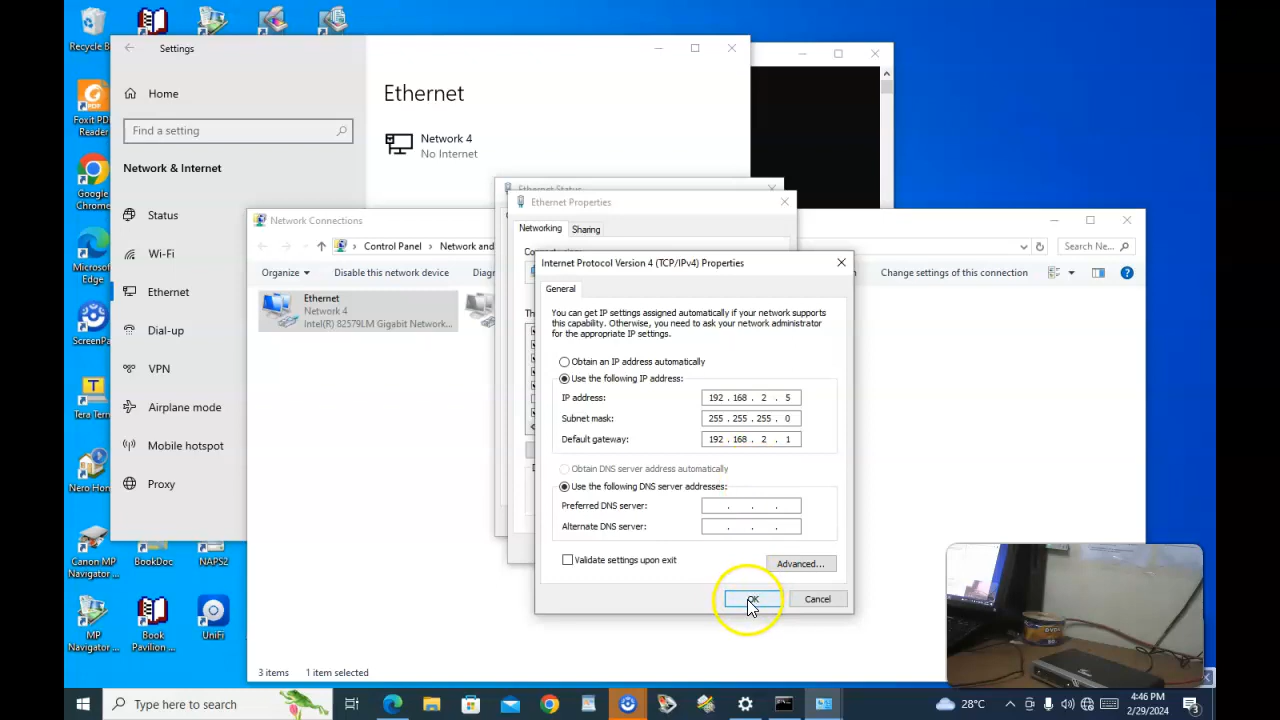 Recycle B
Foxit PD
Reader
Google
Chrome
Microsof
Edge
ScreenPa
Tera Tern
Nero Hon
Canon MP
Navigator ...
BookDoc
NAPS2
MP
Navigator ...
Book
Pavilion ...
UniFi
Settings
Home
Find a setting
Network & Internet
Status
Wi-Fi
Ethernet
Dial-up
VPN
Airplane mode
Mobile hotspot
Proxy
Ethernet
Network 4
No Internet
Ethernet Status
Ethernet Properties
Networking Sharing
Network Connections
Control Panel Network and
Search Ne...
Organize Disable this network device Diag
Change settings of this connection
Ethernet
Network 4
Intel(R) 82579LM Gigabit Network...
Th
Internet Protocol Version 4 (TCP/IPv4) Properties
General
You can get IP settings assigned automatically if your network supports
this capability. Otherwise, you need to ask your network administrator
for the appropriate IP settings.
Obtain an IP address automatically
Use the following IP address:
IP address: 192 . 168 . 2 . 5
Subnet mask: 255 . 255 . 255 . 0
Default gateway: 192 . 168 . 2 . 1
Obtain DNS server address automatically
Use the following DNS server addresses:
Preferred DNS server: . . .
Alternate DNS server: . . .
Validate settings upon exit
Advanced...
OK Cancel
3 items 1 item selected
Type here to search
28°C
4:46 PM
2/29/2024